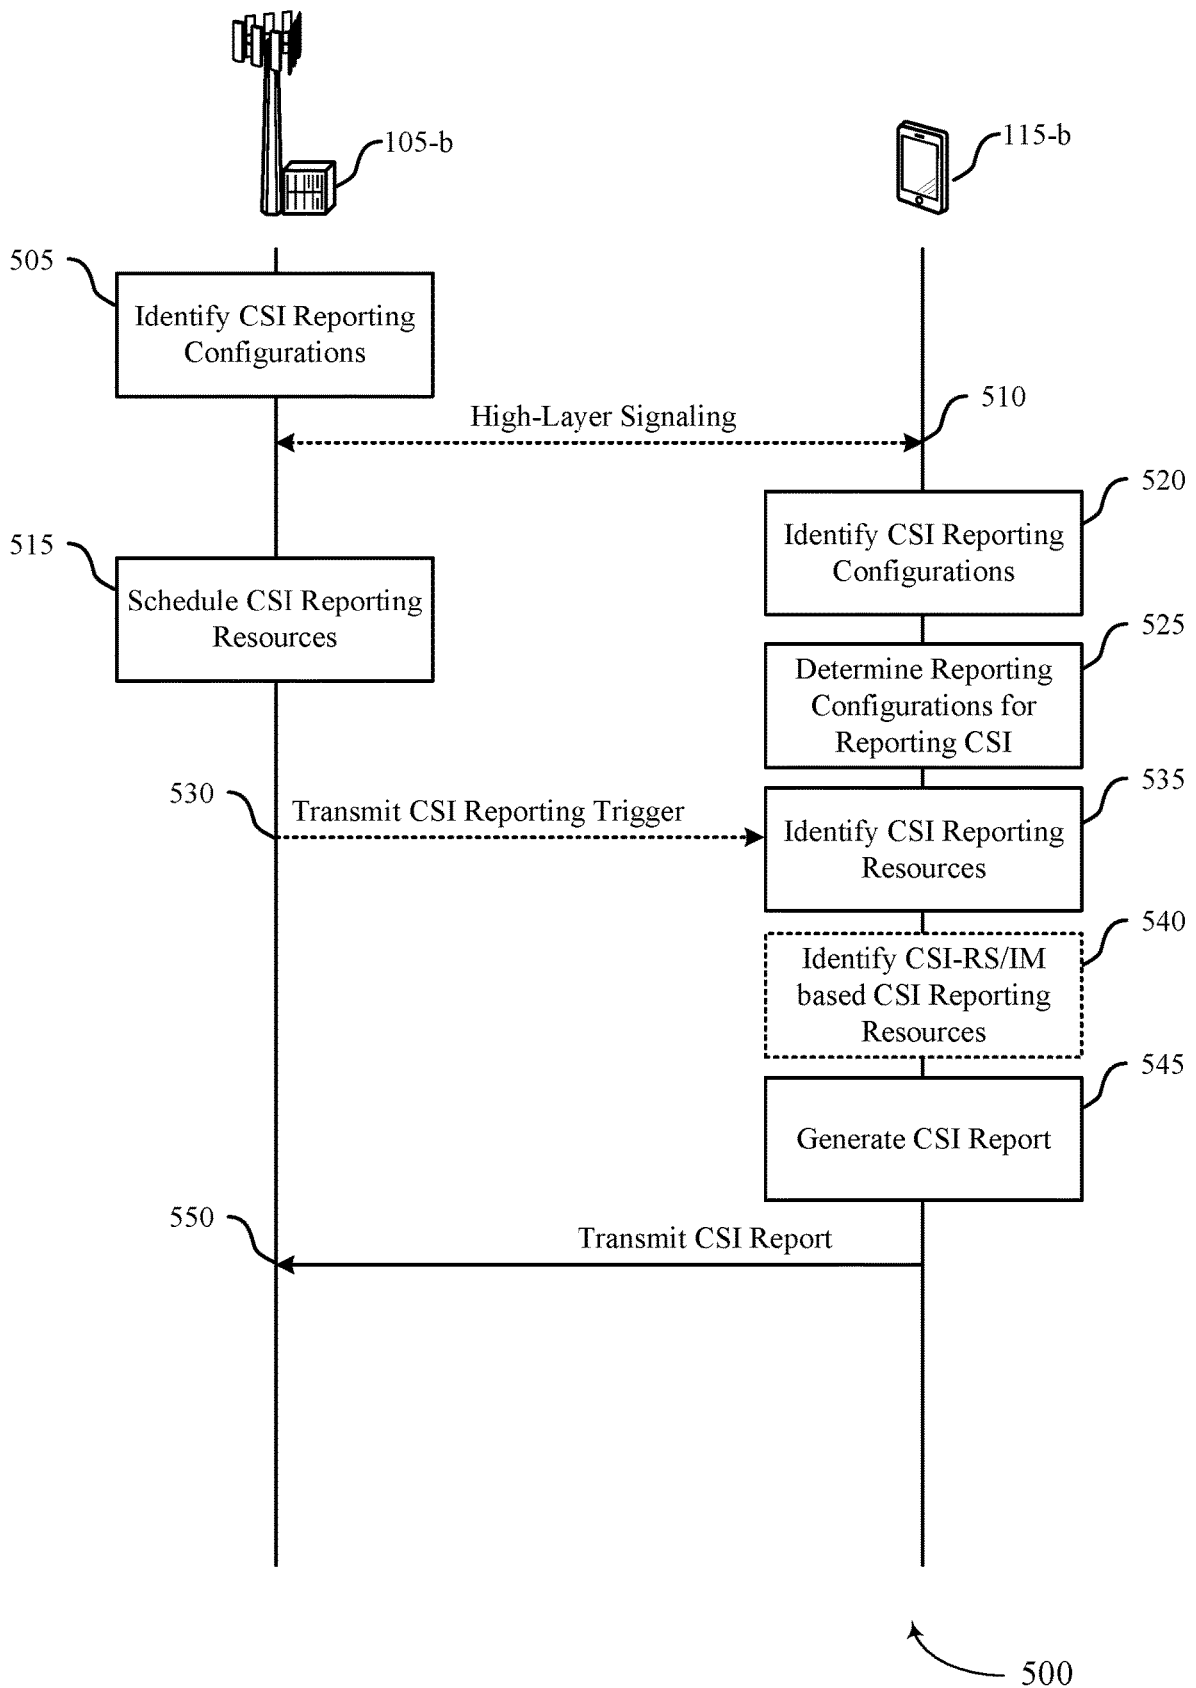 105-b
115-b
505
Identify CSI Reporting
Configurations
High-Layer Signaling
510
520
Identify CSI Reporting
Configurations
515
Schedule CSI Reporting
Resources
525
Determine Reporting
Configurations for
Reporting CSI
530
Transmit CSI Reporting Trigger
535
Identify CSI Reporting
Resources
540
Identify CSI-RS/IM
based CSI Reporting
Resources
545
Generate CSI Report
550
Transmit CSI Report
500